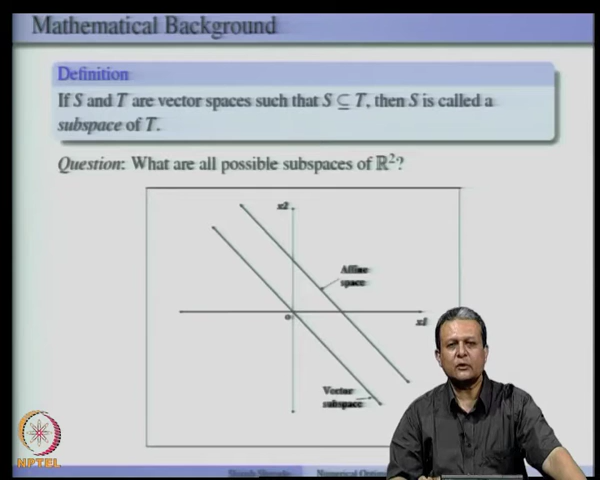 Mathematical Background
Definition
If S and T are vector spaces such that S ⊆ T, then S is called a
subspace of T.
Question: What are all possible subspaces of ℝ²?
x2
Affine
space
o
x1
Vector
subspace
NPTEL
Numerical